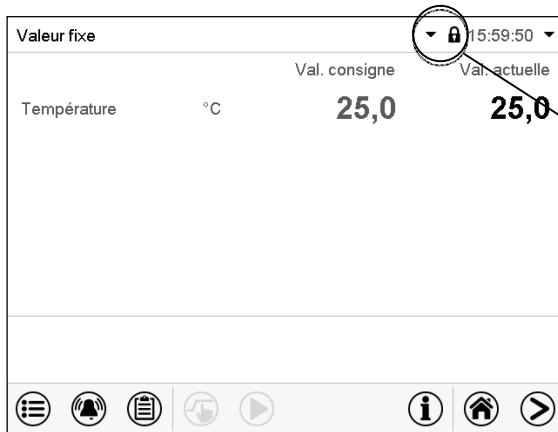 Valeur fixe 15:59:50
Val. consigne Val. actuelle
Température °C 25,0 25,0